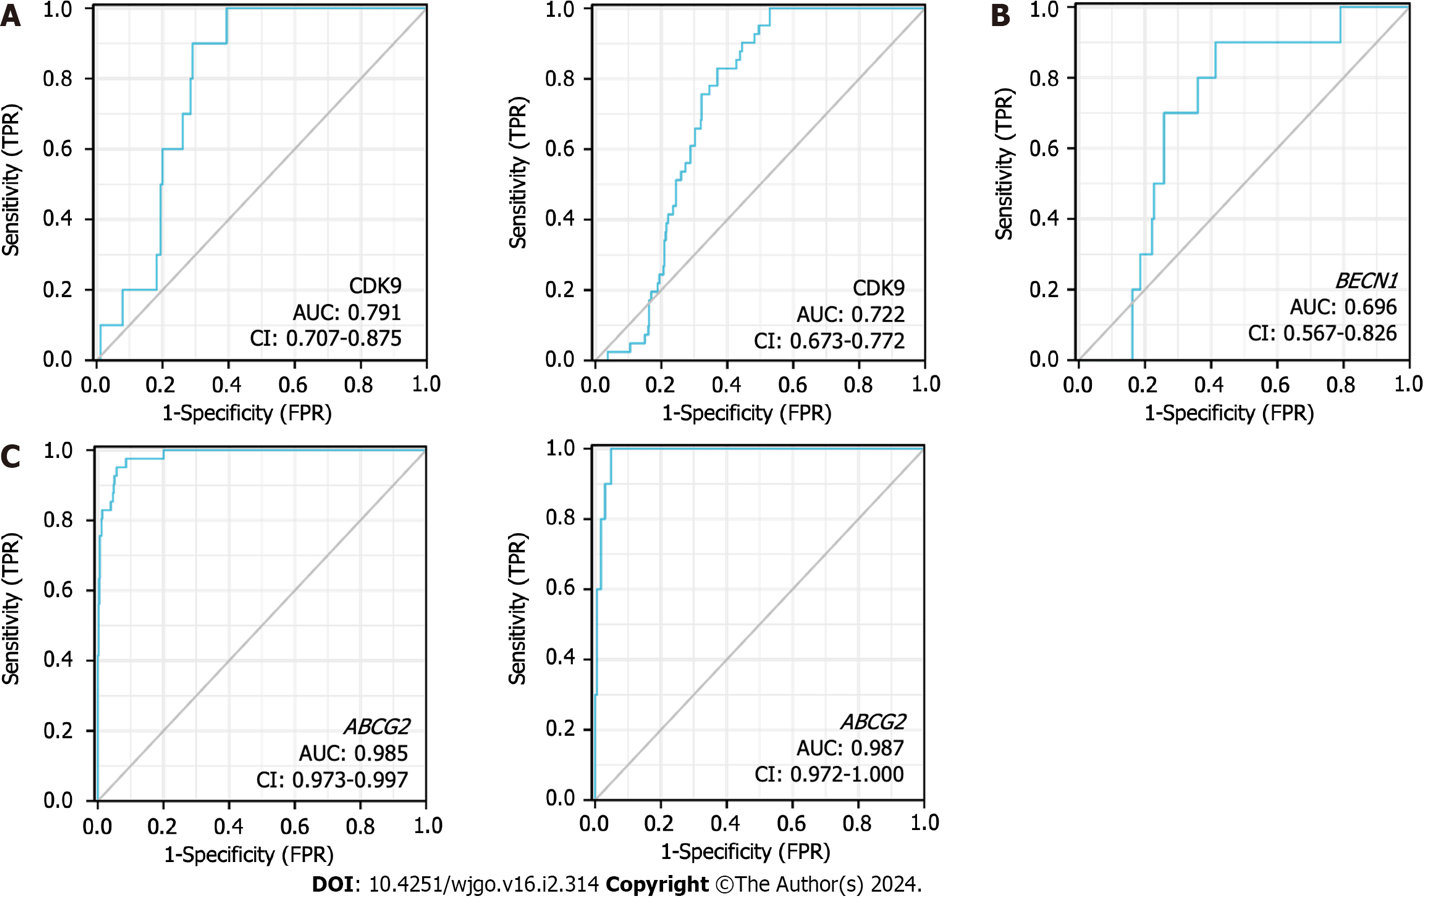 A
Sensitivity (TPR)
1.0
0.8
0.6
0.4
0.2
0.0
CDK9
AUC: 0.791
CI: 0.707-0.875
0.0 0.2 0.4 0.6 0.8 1.0
1-Specificity (FPR)
Sensitivity (TPR)
1.0
0.8
0.6
0.4
0.2
0.0
CDK9
AUC: 0.722
CI: 0.673-0.772
0.0 0.2 0.4 0.6 0.8 1.0
1-Specificity (FPR)
B
Sensitivity (TPR)
1.0
0.8
0.6
0.4
0.2
0.0
BECN1
AUC: 0.696
CI: 0.567-0.826
0.0 0.2 0.4 0.6 0.8 1.0
1-Specificity (FPR)
C
Sensitivity (TPR)
1.0
0.8
0.6
0.4
0.2
0.0
ABCG2
AUC: 0.985
CI: 0.973-0.997
0.0 0.2 0.4 0.6 0.8 1.0
1-Specificity (FPR)
Sensitivity (TPR)
1.0
0.8
0.6
0.4
0.2
0.0
ABCG2
AUC: 0.987
CI: 0.972-1.000
0.0 0.2 0.4 0.6 0.8 1.0
1-Specificity (FPR)
DOI: 10.4251/wjgo.v16.i2.314 Copyright ©The Author(s) 2024.